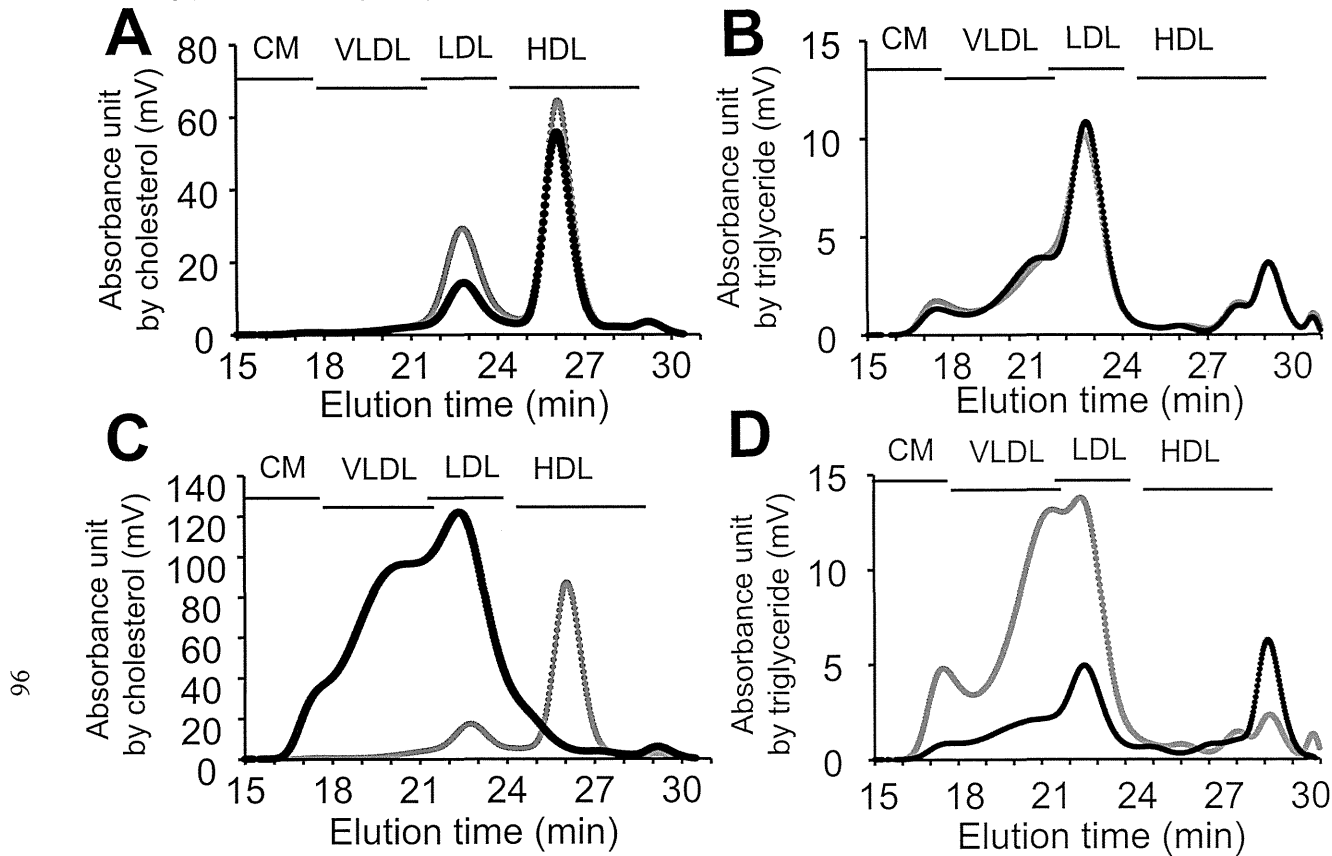 A
CM VLDL LDL HDL
80
60
40
20
0
Absorbance unit
by cholesterol (mV)
15 18 21 24 27 30
Elution time (min)
B
CM VLDL LDL HDL
15
10
5
0
Absorbance unit
by triglyceride (mV)
15 18 21 24 27 30
Elution time (min)
C
CM VLDL LDL HDL
140
120
100
80
60
40
20
0
Absorbance unit
by cholesterol (mV)
15 18 21 24 27 30
Elution time (min)
D
CM VLDL LDL HDL
15
10
5
0
Absorbance unit
by triglyceride (mV)
15 18 21 24 27 30
Elution time (min)
96